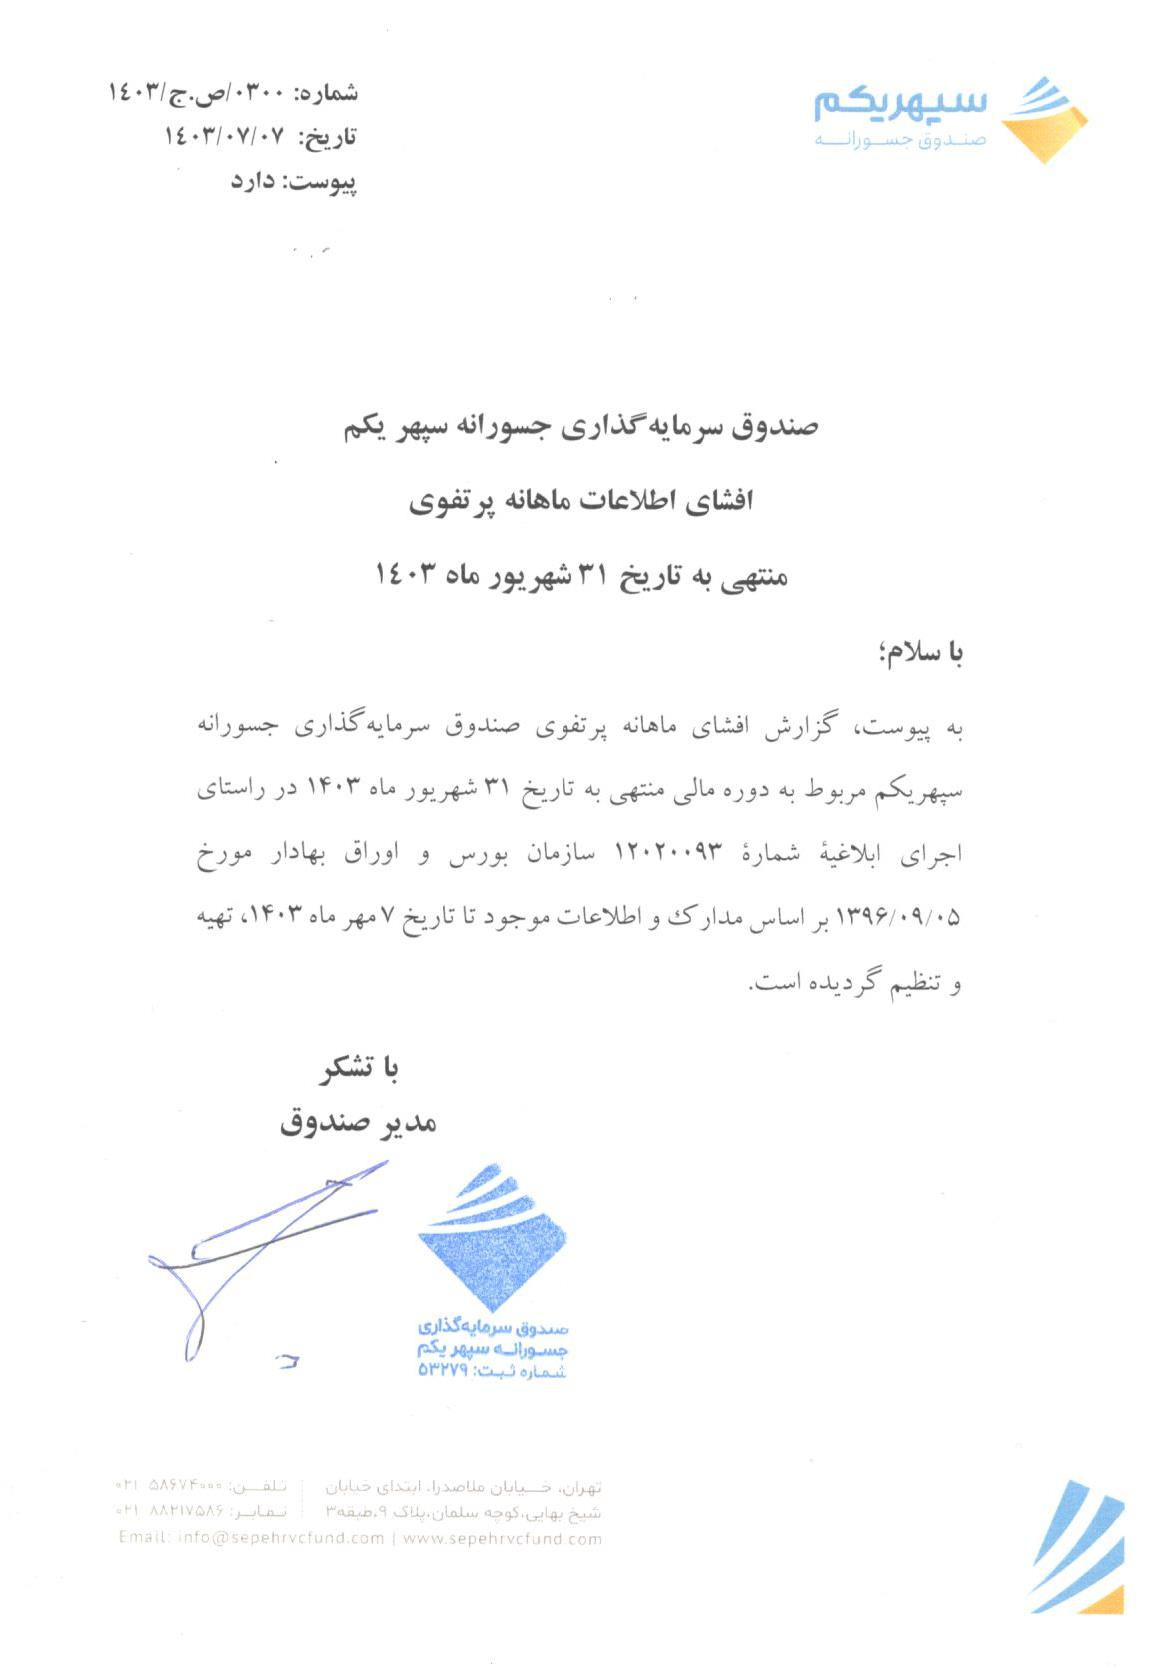 سپهریکم
صندوق جسورانه
شماره: ۰۳۰۰/ص.ج/۱۴۰۳
تاریخ: ۱۴۰۳/۰۷/۰۷
پیوست: دارد
صندوق سرمایه‌گذاری جسورانه سپهر یکم
افشای اطلاعات ماهانه پرتفوی
منتهی به تاریخ ۳۱ شهریور ماه ۱۴۰۳
با سلام؛
به پیوست، گزارش افشای ماهانه پرتفوی صندوق سرمایه‌گذاری جسورانه
سپهریکم مربوط به دوره مالی منتهی به تاریخ ۳۱ شهریور ماه ۱۴۰۳ در راستای
اجرای ابلاغیۀ شمارۀ ۱۲۰۲۰۰۹۳ سازمان بورس و اوراق بهادار مورخ
۱۳۹۶/۰۹/۰۵ بر اساس مدارک و اطلاعات موجود تا تاریخ ۷ مهر ماه ۱۴۰۳، تهیه
و تنظیم گردیده است.
با تشکر
مدیر صندوق
صندوق سرمایه‌گذاری
جسورانه سپهر یکم
شماره ثبت: ۵۳۲۷۹
تهران، خیابان ملاصدرا، ابتدای خیابان
شیخ بهایی، کوچه سلمان، پلاک ۹، طبقه ۳
تلفن: ۵۸۶۷۴۰۰۰ ۰۲۱
نمابر: ۸۸۲۱۷۵۸۶ ۰۲۱
Email: info@sepehrvcfund.com | www.sepehrvcfund.com